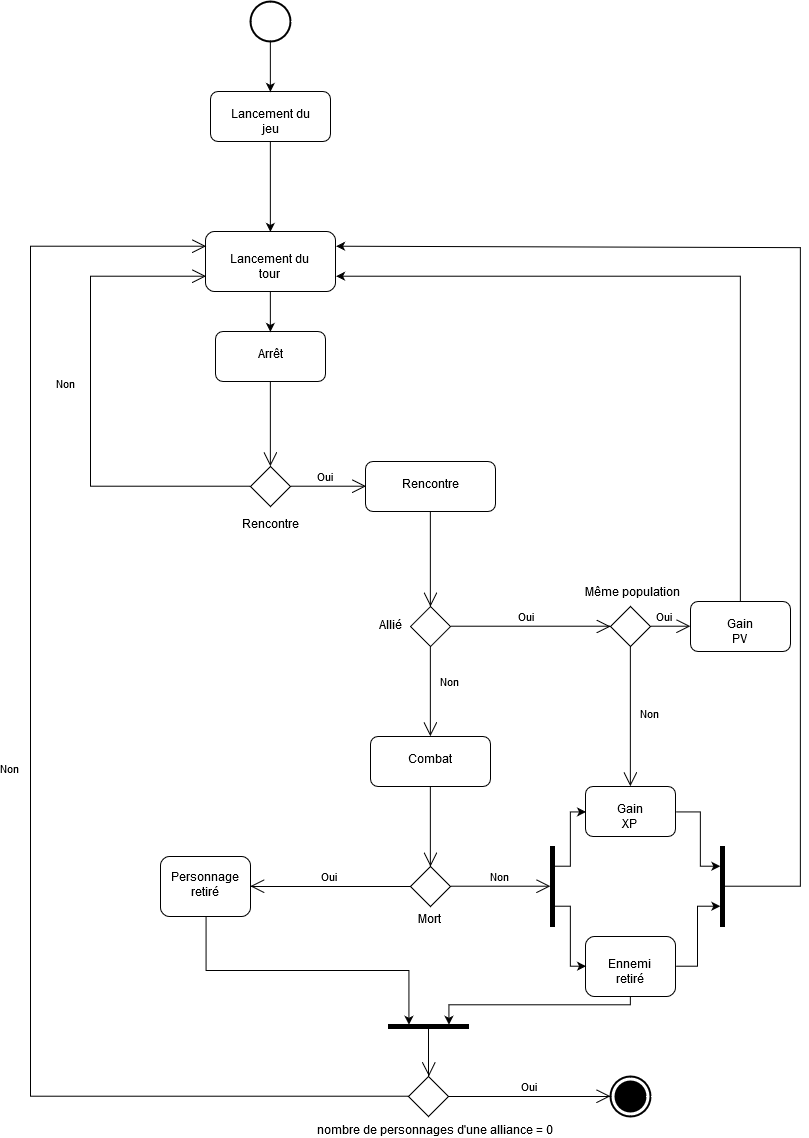 Lancement du
jeu
Lancement du
tour
Arrêt
Non
Oui
Rencontre
Rencontre
Même population
Allié
Oui
Oui
Gain
PV
Non
Non
Combat
Non
Gain
XP
Personnage
retiré
Oui
Non
Mort
Ennemi
retiré
Oui
nombre de personnages d'une alliance = 0